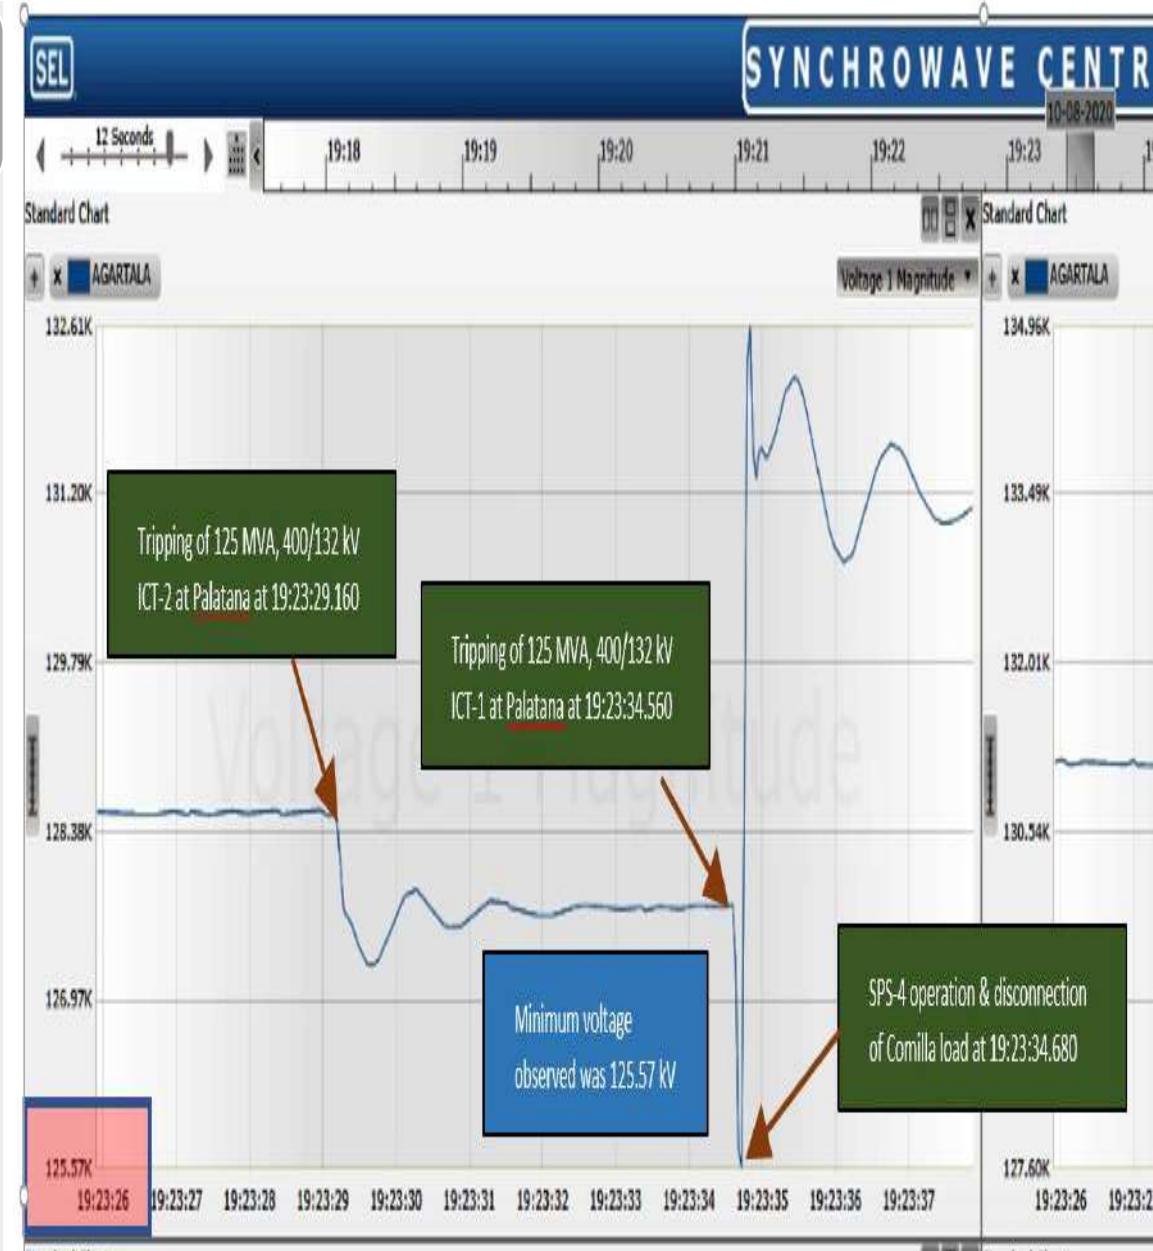 SEL
SYNCHROWAVE CENTR
10-08-2020
12 Seconds
19:18 19:19 19:20 19:21 19:22 19:23
Standard Chart
Standard Chart
+ x AGARTALA
Voltage 1 Magnitude
+ x AGARTALA
132.61K
131.20K
129.79K
128.38K
126.97K
125.57K
Voltage 1 Magnitude
Tripping of 125 MVA, 400/132 kV
ICT-2 at Palatana at 19:23:29.160
Tripping of 125 MVA, 400/132 kV
ICT-1 at Palatana at 19:23:34.560
Minimum voltage
observed was 125.57 kV
SPS-4 operation & disconnection
of Comilla load at 19:23:34.680
19:23:26 19:23:27 19:23:28 19:23:29 19:23:30 19:23:31 19:23:32 19:23:33 19:23:34 19:23:35 19:23:36 19:23:37
134.96K
133.49K
132.01K
130.54K
127.60K
19:23:26 19:23:2